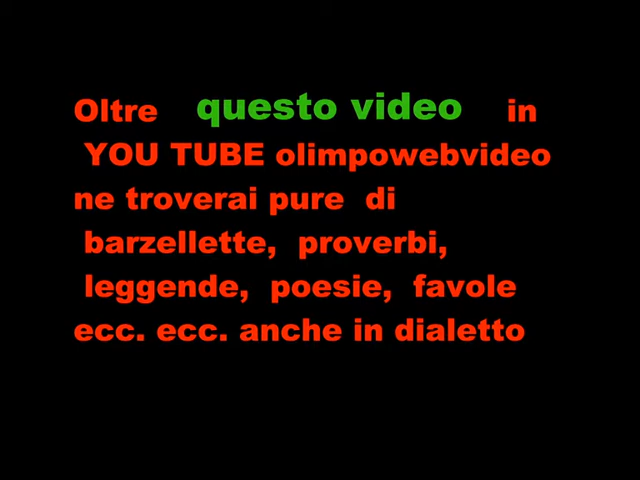 Oltre questo video in
YOU TUBE olimpowebvideo
ne troverai pure di
barzellette, proverbi,
leggende, poesie, favole
ecc. ecc. anche in dialetto